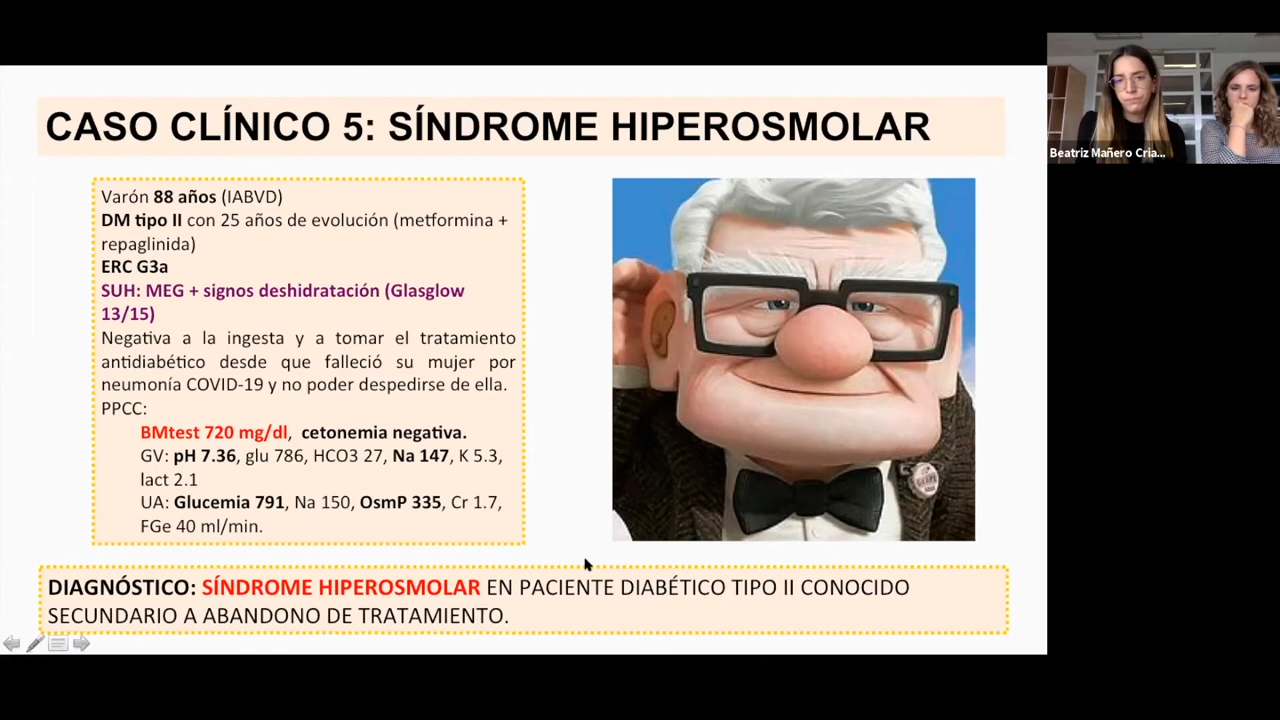 CASO CLÍNICO 5: SÍNDROME HIPEROSMOLAR
Varón 88 años (IABVD)
DM tipo II con 25 años de evolución (metformina +
repaglinida)
ERC G3a
SUH: MEG + signos deshidratación (Glasglow
13/15)
Negativa a la ingesta y a tomar el tratamiento
antidiabético desde que falleció su mujer por
neumonía COVID-19 y no poder despedirse de ella.
PPCC:
BMtest 720 mg/dl, cetonemia negativa.
GV: pH 7.36, glu 786, HCO3 27, Na 147, K 5.3,
lact 2.1
UA: Glucemia 791, Na 150, OsmP 335, Cr 1.7,
FGe 40 ml/min.
DIAGNÓSTICO: SÍNDROME HIPEROSMOLAR EN PACIENTE DIABÉTICO TIPO II CONOCIDO
SECUNDARIO A ABANDONO DE TRATAMIENTO.
Beatriz Mañero Cria...